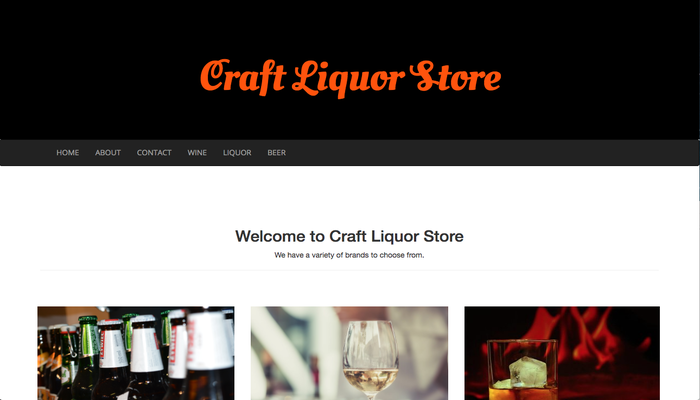 Craft Liquor Store
HOME ABOUT CONTACT WINE LIQUOR BEER
Welcome to Craft Liquor Store
We have a variety of brands to choose from.